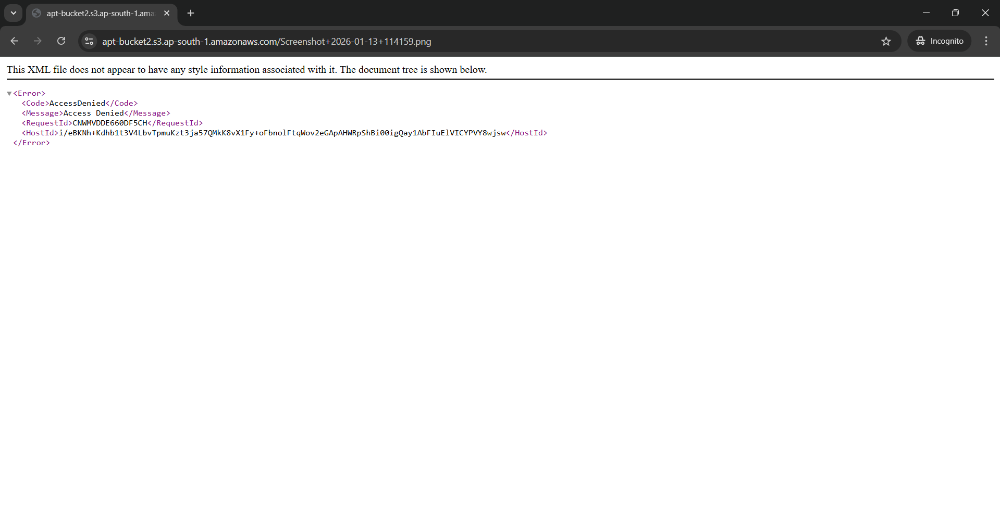 apt-bucket2.s3.ap-south-1.ama
apt-bucket2.s3.ap-south-1.amazonaws.com/Screenshot+2026-01-13+114159.png
Incognito
This XML file does not appear to have any style information associated with it. The document tree is shown below.
▼<Error>
<Code>AccessDenied</Code>
<Message>Access Denied</Message>
<RequestId>CNWMVDDE660DF5CH</RequestId>
<HostId>i/eBKNh+Kdhb1t3V4LbvTpmuKzt3ja57QMkK8vX1Fy+oFbnolFtqWov2eGApAHWRpShBi00igQay1AbFIuElVICYPVY8wjsw</HostId>
</Error>